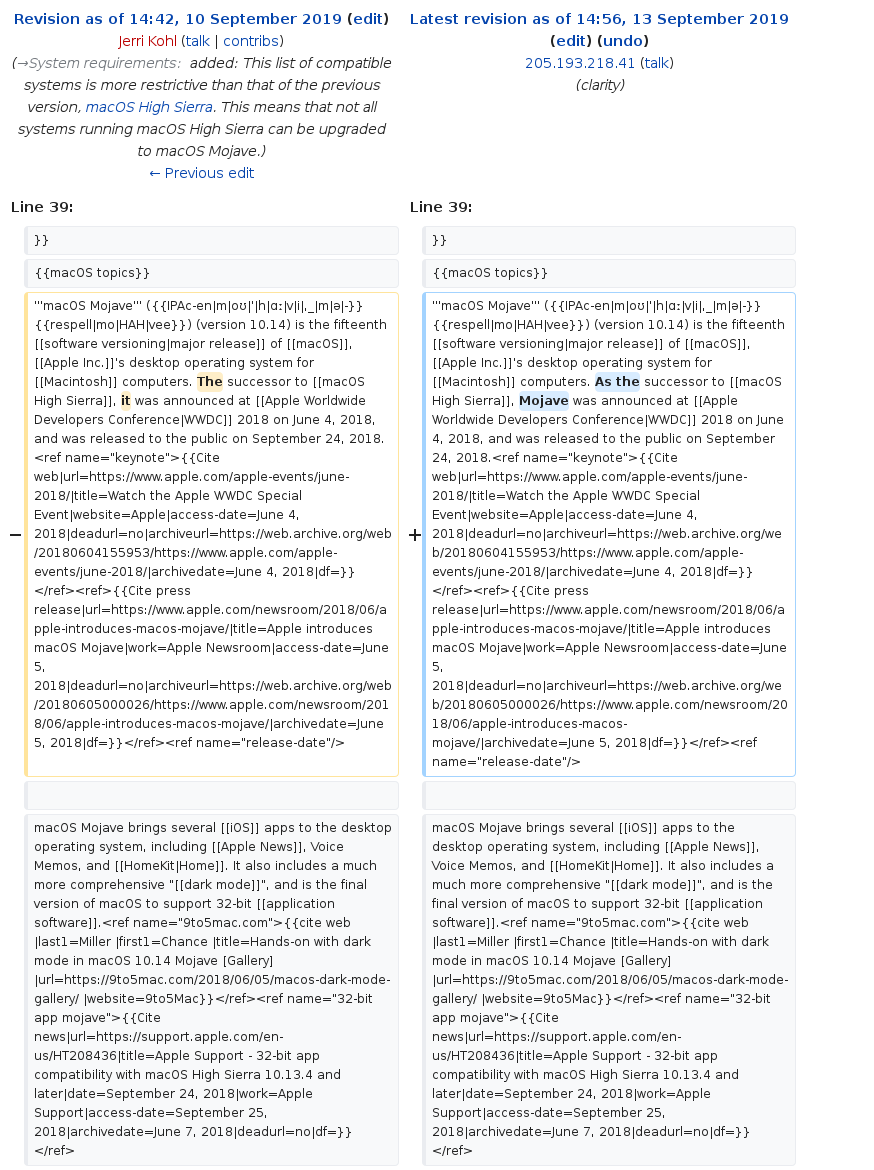 Revision as of 14:42, 10 September 2019 (edit)
Jerri Kohl (talk | contribs)
(→System requirements: added: This list of compatible
systems is more restrictive than that of the previous
version, macOS High Sierra. This means that not all
systems running macOS High Sierra can be upgraded
to macOS Mojave.)
← Previous edit
Latest revision as of 14:56, 13 September 2019
(edit) (undo)
205.193.218.41 (talk)
(clarity)
Line 39:
Line 39:
}}
}}
{{macOS topics}}
{{macOS topics}}
−
'''macOS Mojave''' ({{IPAc-en|m|oʊ|'|h|ɑː|v|i|,_|m|ə|-}}
{{respell|mo|HAH|vee}}) (version 10.14) is the fifteenth
[[software versioning|major release]] of [[macOS]],
[[Apple Inc.]]'s desktop operating system for
[[Macintosh]] computers. The successor to [[macOS
High Sierra]], it was announced at [[Apple Worldwide
Developers Conference|WWDC]] 2018 on June 4, 2018,
and was released to the public on September 24, 2018.
<ref name="keynote">{{Cite
web|url=https://www.apple.com/apple-events/june-
2018/|title=Watch the Apple WWDC Special
Event|website=Apple|access-date=June 4,
2018|deadurl=no|archiveurl=https://web.archive.org/web
/20180604155953/https://www.apple.com/apple-
events/june-2018/|archivedate=June 4, 2018|df=}}
</ref><ref>{{Cite press
release|url=https://www.apple.com/newsroom/2018/06/a
pple-introduces-macos-mojave/|title=Apple introduces
macOS Mojave|work=Apple Newsroom|access-date=June
5,
2018|deadurl=no|archiveurl=https://web.archive.org/web
/20180605000026/https://www.apple.com/newsroom/201
8/06/apple-introduces-macos-mojave/|archivedate=June
5, 2018|df=}}</ref><ref name="release-date"/>
+
'''macOS Mojave''' ({{IPAc-en|m|oʊ|'|h|ɑː|v|i|,_|m|ə|-}}
{{respell|mo|HAH|vee}}) (version 10.14) is the fifteenth
[[software versioning|major release]] of [[macOS]],
[[Apple Inc.]]'s desktop operating system for
[[Macintosh]] computers. As the successor to [[macOS
High Sierra]], Mojave was announced at [[Apple
Worldwide Developers Conference|WWDC]] 2018 on June
4, 2018, and was released to the public on September
24, 2018.<ref name="keynote">{{Cite
web|url=https://www.apple.com/apple-events/june-
2018/|title=Watch the Apple WWDC Special
Event|website=Apple|access-date=June 4,
2018|deadurl=no|archiveurl=https://web.archive.org/we
b/20180604155953/https://www.apple.com/apple-
events/june-2018/|archivedate=June 4, 2018|df=}}
</ref><ref>{{Cite press
release|url=https://www.apple.com/newsroom/2018/06/a
pple-introduces-macos-mojave/|title=Apple introduces
macOS Mojave|work=Apple Newsroom|access-date=June
5,
2018|deadurl=no|archiveurl=https://web.archive.org/we
b/20180605000026/https://www.apple.com/newsroom/20
18/06/apple-introduces-macos-
mojave/|archivedate=June 5, 2018|df=}}</ref><ref
name="release-date"/>
macOS Mojave brings several [[iOS]] apps to the desktop
operating system, including [[Apple News]], Voice
Memos, and [[HomeKit|Home]]. It also includes a much
more comprehensive "[[dark mode]]", and is the final
version of macOS to support 32-bit [[application
software]].<ref name="9to5mac.com">{{cite web
|last1=Miller |first1=Chance |title=Hands-on with dark
mode in macOS 10.14 Mojave [Gallery]
|url=https://9to5mac.com/2018/06/05/macos-dark-mode-
gallery/ |website=9to5Mac}}</ref><ref name="32-bit
app mojave">{{Cite
news|url=https://support.apple.com/en-
us/HT208436|title=Apple Support - 32-bit app
compatibility with macOS High Sierra 10.13.4 and
later|date=September 24, 2018|work=Apple
Support|access-date=September 25,
2018|archivedate=June 7, 2018|deadurl=no|df=}}
</ref>
macOS Mojave brings several [[iOS]] apps to the
desktop operating system, including [[Apple News]],
Voice Memos, and [[HomeKit|Home]]. It also includes a
much more comprehensive "[[dark mode]]", and is the
final version of macOS to support 32-bit [[application
software]].<ref name="9to5mac.com">{{cite web
|last1=Miller |first1=Chance |title=Hands-on with dark
mode in macOS 10.14 Mojave [Gallery]
|url=https://9to5mac.com/2018/06/05/macos-dark-mode-
gallery/ |website=9to5Mac}}</ref><ref name="32-bit
app mojave">{{Cite
news|url=https://support.apple.com/en-
us/HT208436|title=Apple Support - 32-bit app
compatibility with macOS High Sierra 10.13.4 and
later|date=September 24, 2018|work=Apple
Support|access-date=September 25,
2018|archivedate=June 7, 2018|deadurl=no|df=}}
</ref>